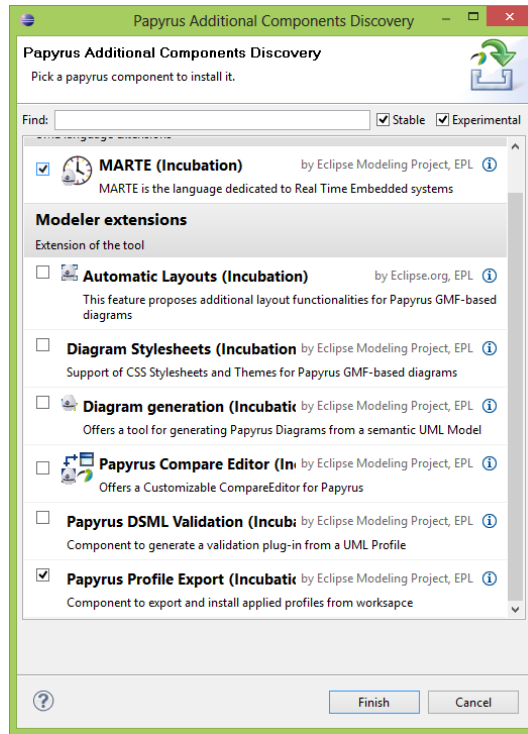 Papyrus Additional Components Discovery
Papyrus Additional Components Discovery
Pick a papyrus component to install it.
Find:
Stable
Experimental
MARTE (Incubation)
by Eclipse Modeling Project, EPL
MARTE is the language dedicated to Real Time Embedded systems
Modeler extensions
Extension of the tool
Automatic Layouts (Incubation)
by Eclipse.org, EPL
This feature proposes additional layout functionalities for Papyrus GMF-based
diagrams
Diagram Stylesheets (Incubation
by Eclipse Modeling Project, EPL
Support of CSS Stylesheets and Themes for Papyrus GMF-based diagrams
Diagram generation (Incubatic
by Eclipse Modeling Project, EPL
Offers a tool for generating Papyrus Diagrams from a semantic UML Model
Papyrus Compare Editor (In
by Eclipse Modeling Project, EPL
Offers a Customizable CompareEditor for Papyrus
Papyrus DSML Validation (Incub
by Eclipse Modeling Project, EPL
Component to generate a validation plug-in from a UML Profile
Papyrus Profile Export (Incubatic
by Eclipse Modeling Project, EPL
Component to export and install applied profiles from worksapce
Finish
Cancel